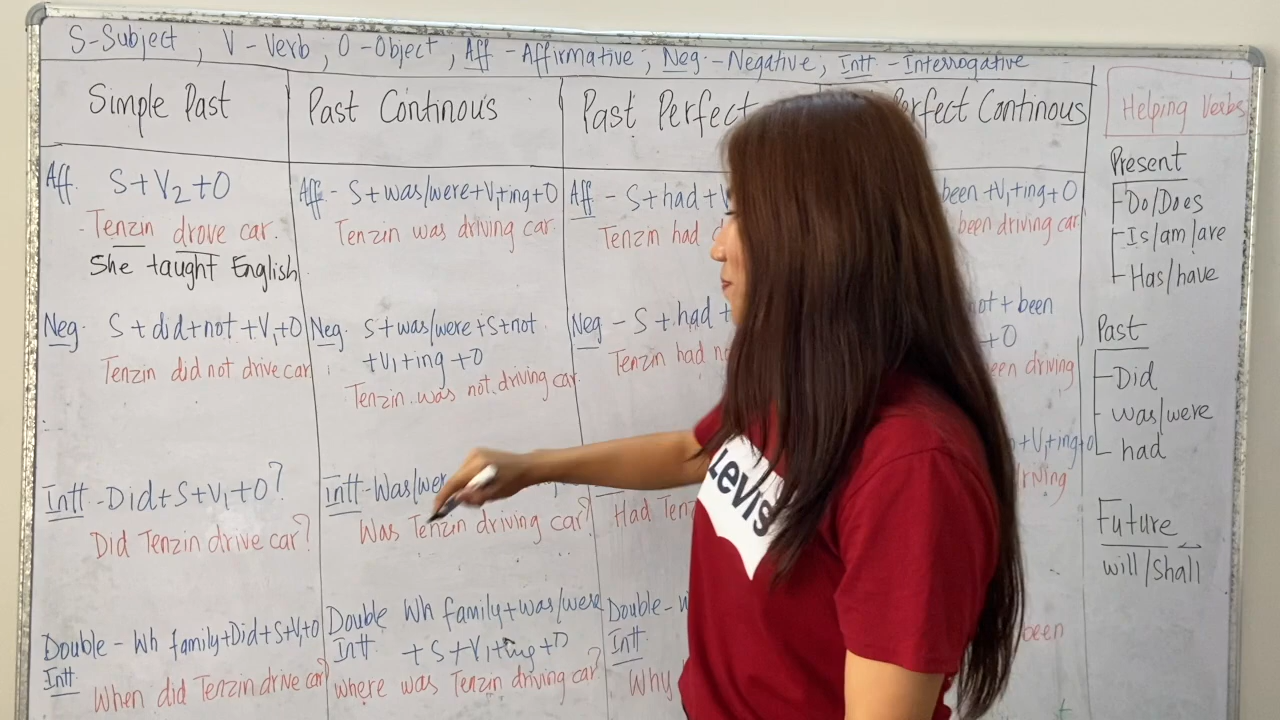 S-Subject ; V-Verb ; O-Object , Aff -Affirmative ; Neg.-Negative ; Intt -Interrogative
Simple Past
Aff. S+V2+O
- Tenzin drove car.
She taught English
Neg. S+did+not+V1+O
Tenzin did not drive car
Intt -Did+S+V1+O?
Did Tenzin drive car?
Double - Wh family+Did+S+V1+O
Intt
When did Tenzin drive car?
Past Continous
Aff - S+was/were+V1+ing+O
Tenzin was driving car.
Neg. S+was/were+S+not
+V1+ing+O
Tenzin was not driving car.
Intt-Was/wer
Was Tenzin driving car?
Double Wh family+was/were
Intt +S+V1+ing+O
where was Tenzin driving car?
Past Perfect
Aff - S+had+V
Tenzin had
Neg - S+had+
Tenzin had no
Had Ten
Double-w
Intt
Why
Perfect Continous
been+V1+ing+O
been driving car.
not+been
+O
een driving
+V1+ing+O
riving
been
Helping Verbs
Present
Do/Does
Is/am/are
Has/have
Past
Did
was/were
had
Future
will/shall
Levi's